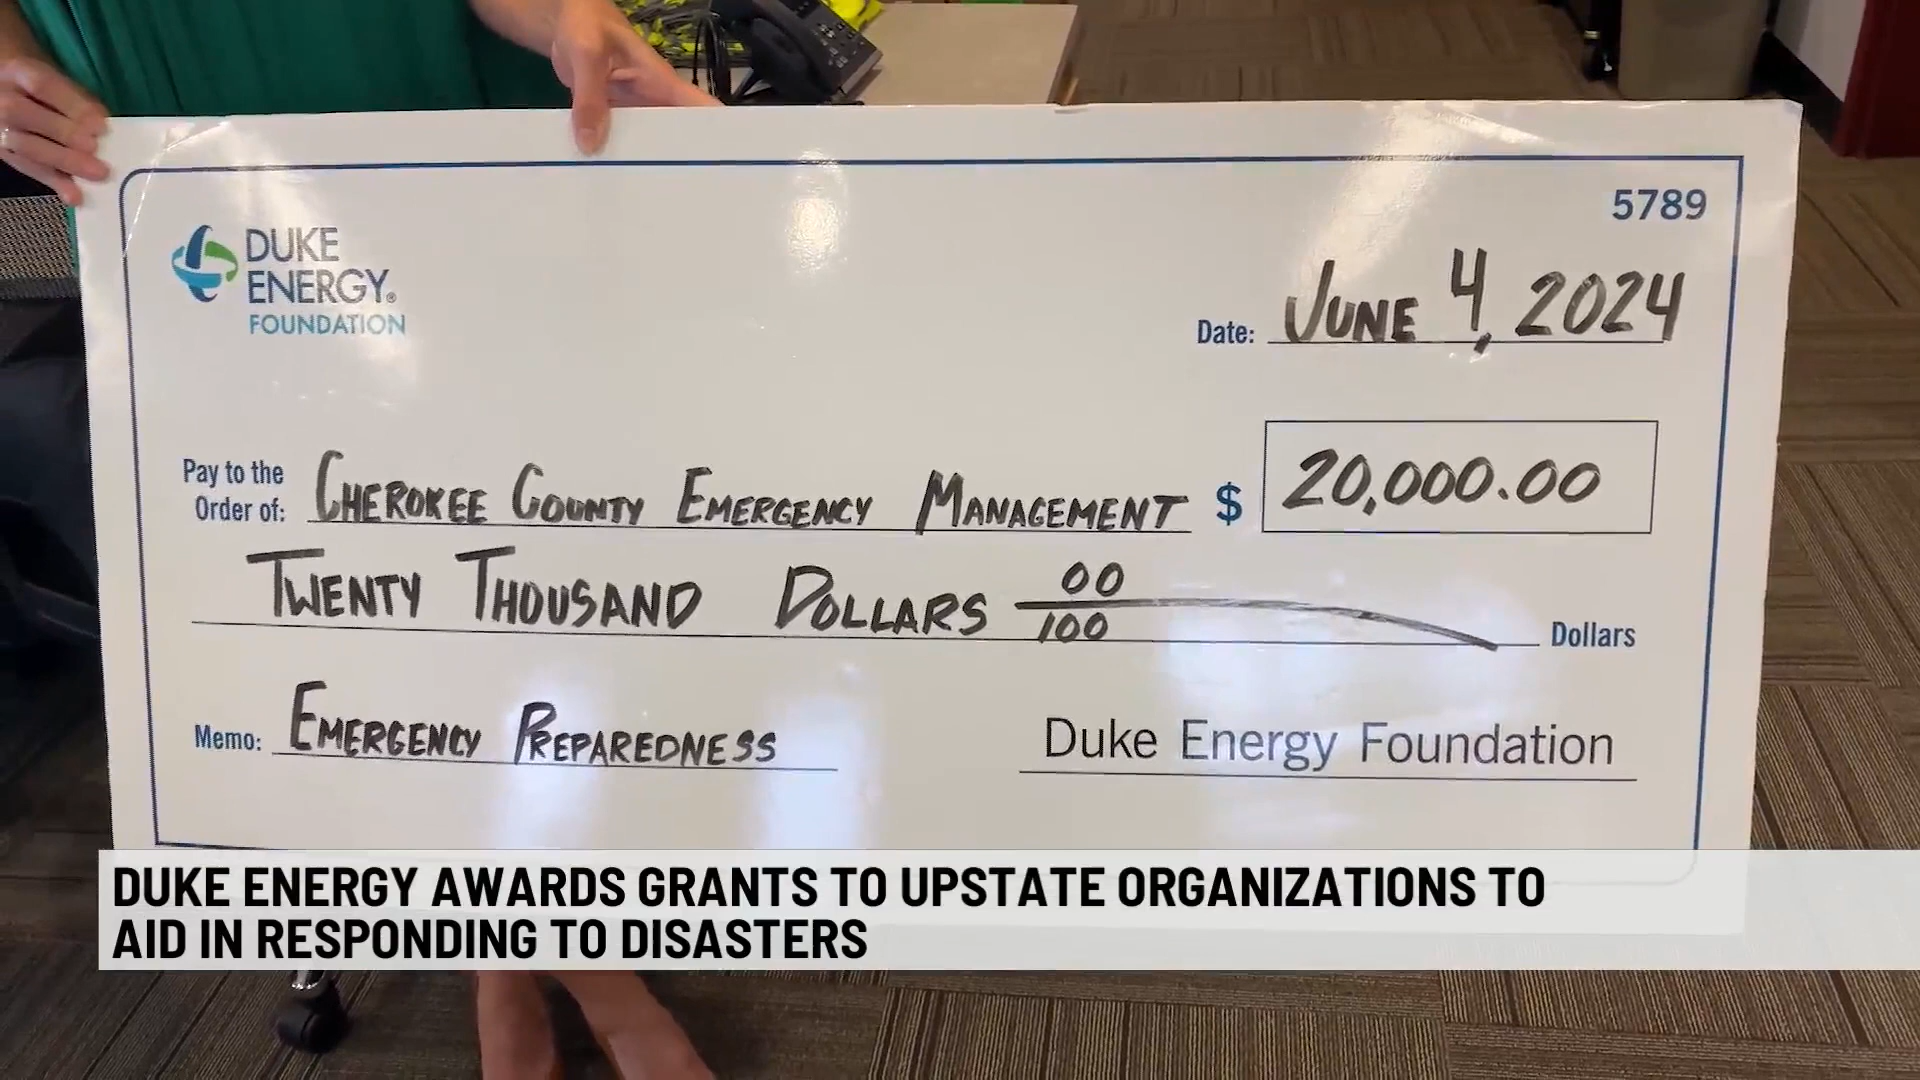 5789
DUKE
ENERGY®
FOUNDATION
Date: JUNE 4, 2024
Pay to the
Order of: CHEROKEE COUNTY EMERGENCY MANAGEMENT $ 20,000.00
TWENTY THOUSAND DOLLARS 00/100 Dollars
Memo: EMERGENCY PREPAREDNESS
Duke Energy Foundation
DUKE ENERGY AWARDS GRANTS TO UPSTATE ORGANIZATIONS TO
AID IN RESPONDING TO DISASTERS